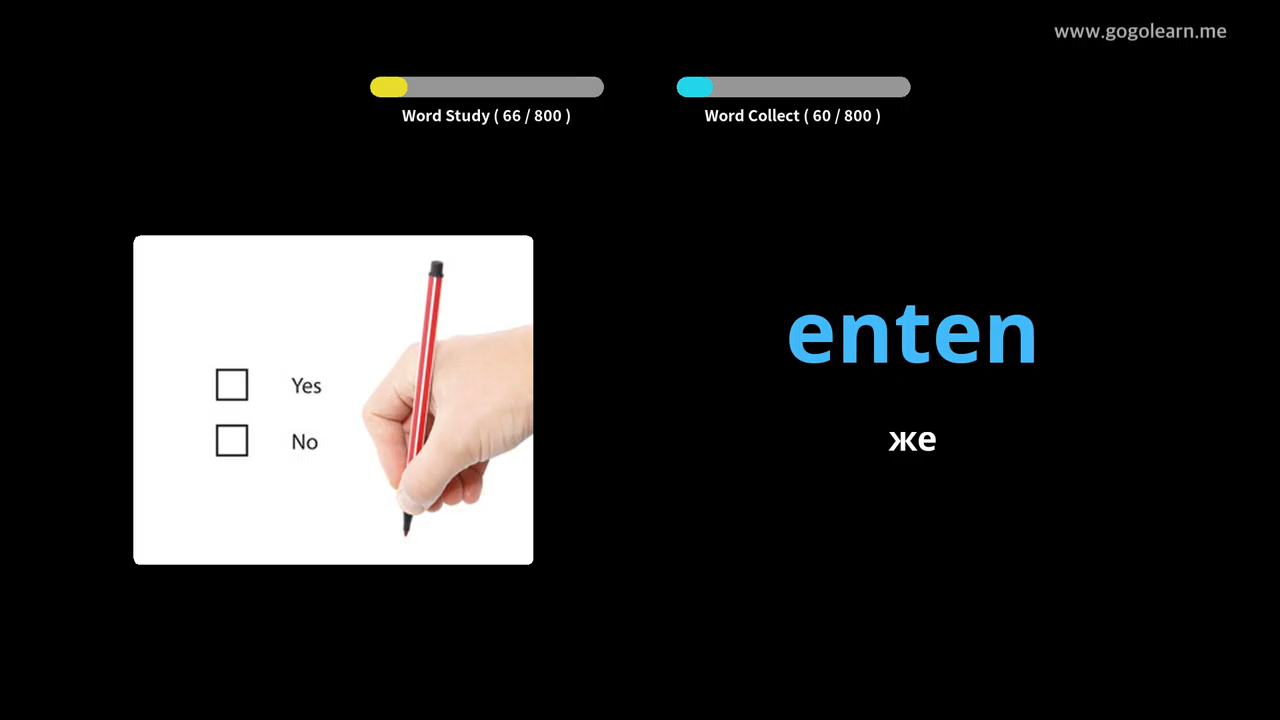 www.gogolearn.me
Word Study ( 66 / 800 )
Word Collect ( 60 / 800 )
Yes
No
enten
же